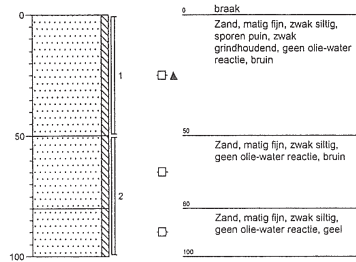 0
50
100
1
2
0 braak
Zand, matig fijn, zwak siltig,
sporen puin, zwak
grindhoudend, geen olie-water
reactie, bruin
50
Zand, matig fijn, zwak siltig,
geen olie-water reactie, bruin
80
Zand, matig fijn, zwak siltig,
geen olie-water reactie, geel
100